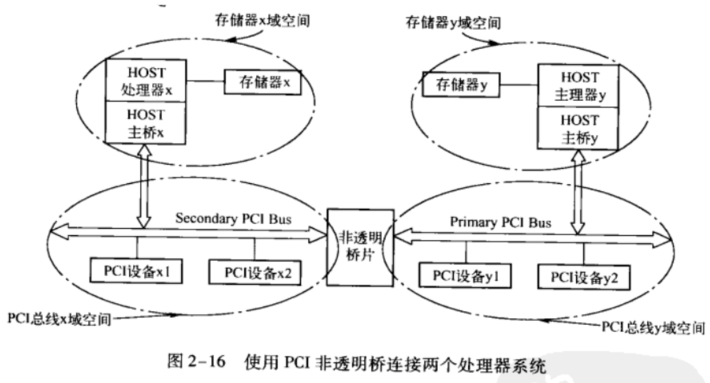 存储器x域空间
存储器y域空间
HOST
处理器x
HOST
主桥x
存储器x
存储器y
HOST
主理器y
HOST
主桥y
Secondary PCI Bus
非透明
桥片
Primary PCI Bus
PCI设备x1
PCI设备x2
PCI设备y1
PCI设备y2
PCI总线x域空间
PCI总线y域空间
图 2-16 使用 PCI 非透明桥连接两个处理器系统